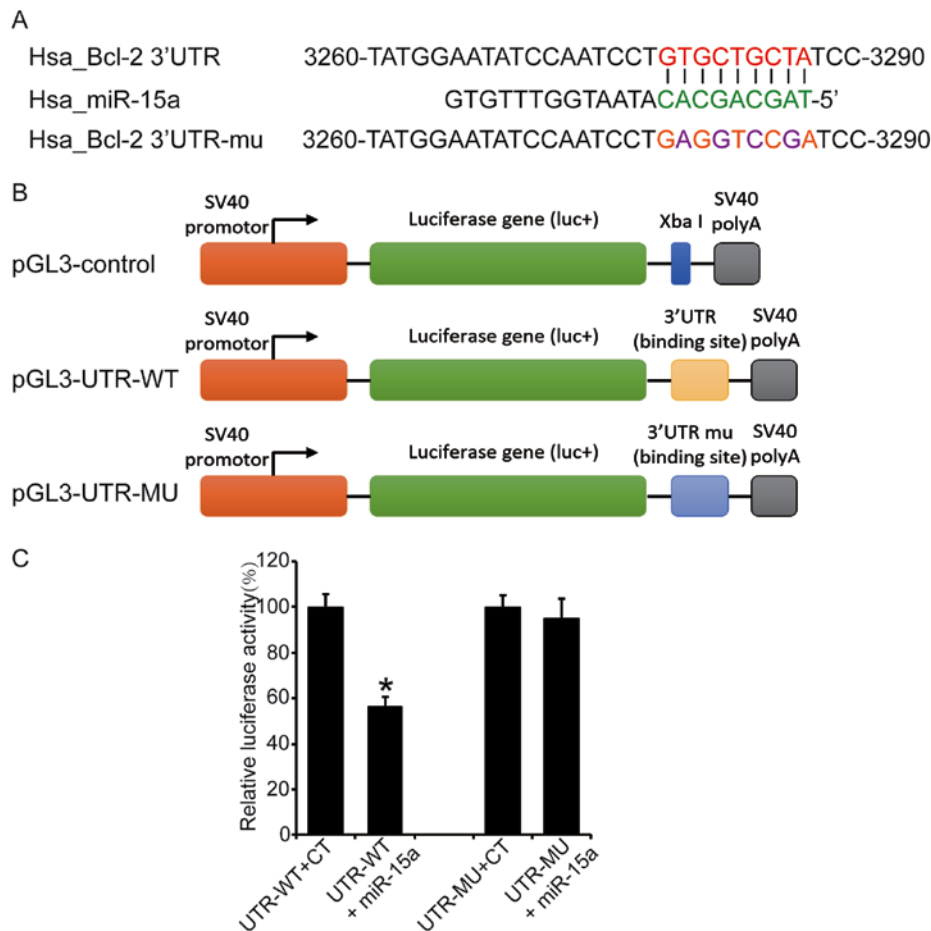 A
Hsa_Bcl-2 3'UTR 3260-TATGGAATATCCAATCCTGTGCTGCTATCC-3290
Hsa_miR-15a GTGTTTGGTAATACACGACGAT-5'
Hsa_Bcl-2 3'UTR-mu 3260-TATGGAATATCCAATCCTGAGGTCCGATCC-3290
B
SV40 promotor Luciferase gene (luc+) Xba I SV40 polyA
pGL3-control
SV40 promotor Luciferase gene (luc+) 3'UTR (binding site) SV40 polyA
pGL3-UTR-WT
SV40 promotor Luciferase gene (luc+) 3'UTR mu (binding site) SV40 polyA
pGL3-UTR-MU
C
Relative luciferase activity(%)
120
100
80
60
40
20
0
*
UTR-WT+CT
UTR-WT
+ miR-15a
UTR-MU+CT
UTR-MU
+ miR-15a